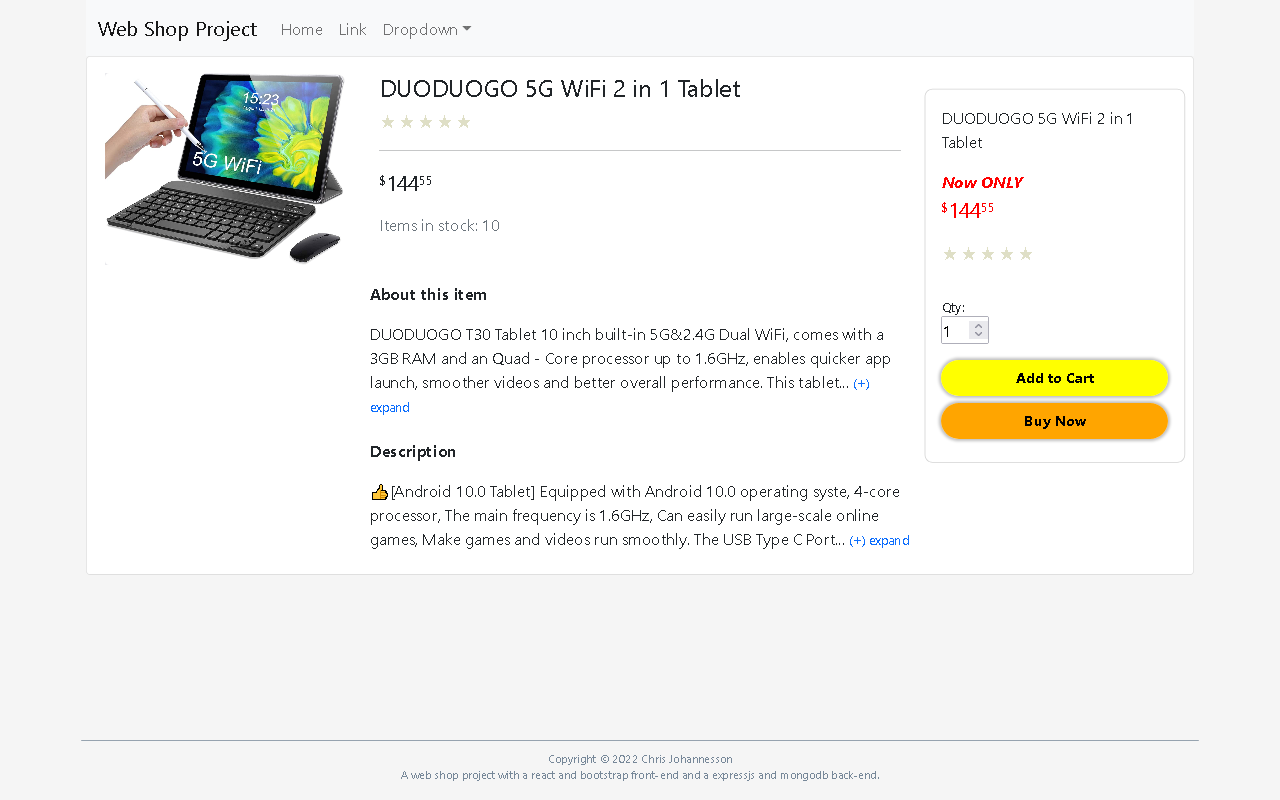 Web Shop Project Home Link Dropdown
15:23
5G WiFi
DUODUOGO 5G WiFi 2 in 1 Tablet
$14455
Items in stock: 10
About this item
DUODUOGO T30 Tablet 10 inch built-in 5G&2.4G Dual WiFi, comes with a
3GB RAM and an Quad - Core processor up to 1.6GHz, enables quicker app
launch, smoother videos and better overall performance. This tablet... (+)
expand
Description
👍[Android 10.0 Tablet] Equipped with Android 10.0 operating syste, 4-core
processor, The main frequency is 1.6GHz, Can easily run large-scale online
games, Make games and videos run smoothly. The USB Type C Port... (+) expand
DUODUOGO 5G WiFi 2 in 1
Tablet
Now ONLY
$14455
Qty:
1
Add to Cart
Buy Now
Copyright © 2022 Chris Johannesson
A web shop project with a react and bootstrap front-end and a expressjs and mongodb back-end.